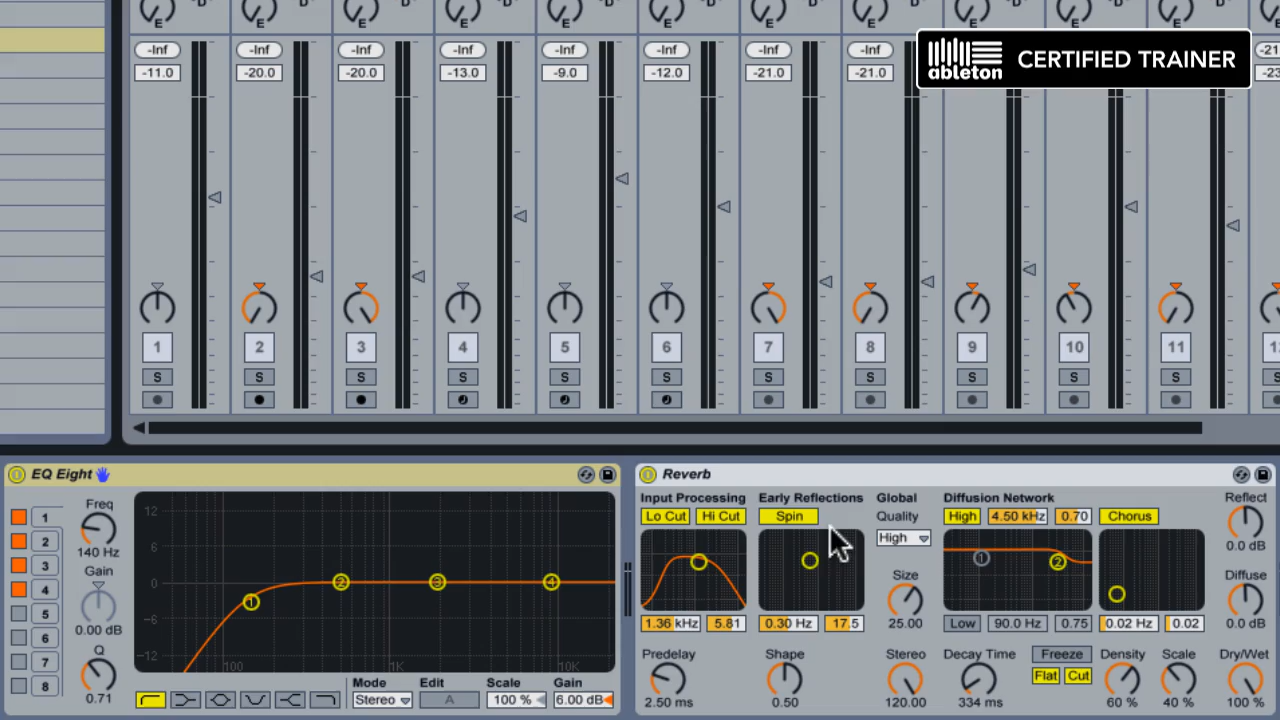 E E E E E E E E E E E
-Inf -Inf -Inf -Inf -Inf -Inf -Inf -Inf
-11.0 -20.0 -20.0 -13.0 -9.0 -12.0 -21.0 -21.0
ableton CERTIFIED TRAINER
1 2 3 4 5 6 7 8 9 10 11
S S S S S S S S S S S
EQ Eight
Freq
140 Hz
Gain
0.00 dB
Q
0.71
1
2
3
4
5
6
7
8
12
6
0
-6
-12
1 2 3 4
100 1K 10K
Mode Edit Scale Gain
Stereo A 100 % 6.00 dB
Reverb
Input Processing Early Reflections Global Diffusion Network Reflect
Lo Cut Hi Cut Spin Quality High 4.50 kHz 0.70 Chorus
High
0.0 dB
1 2
Size Diffuse
1.36 kHz 5.81 0.30 Hz 17.5 25.00 Low 90.0 Hz 0.75 0.02 Hz 0.02 0.0 dB
Predelay Shape Stereo Decay Time Freeze Density Scale Dry/Wet
Flat Cut
2.50 ms 0.50 120.00 334 ms 60 % 40 % 100 %